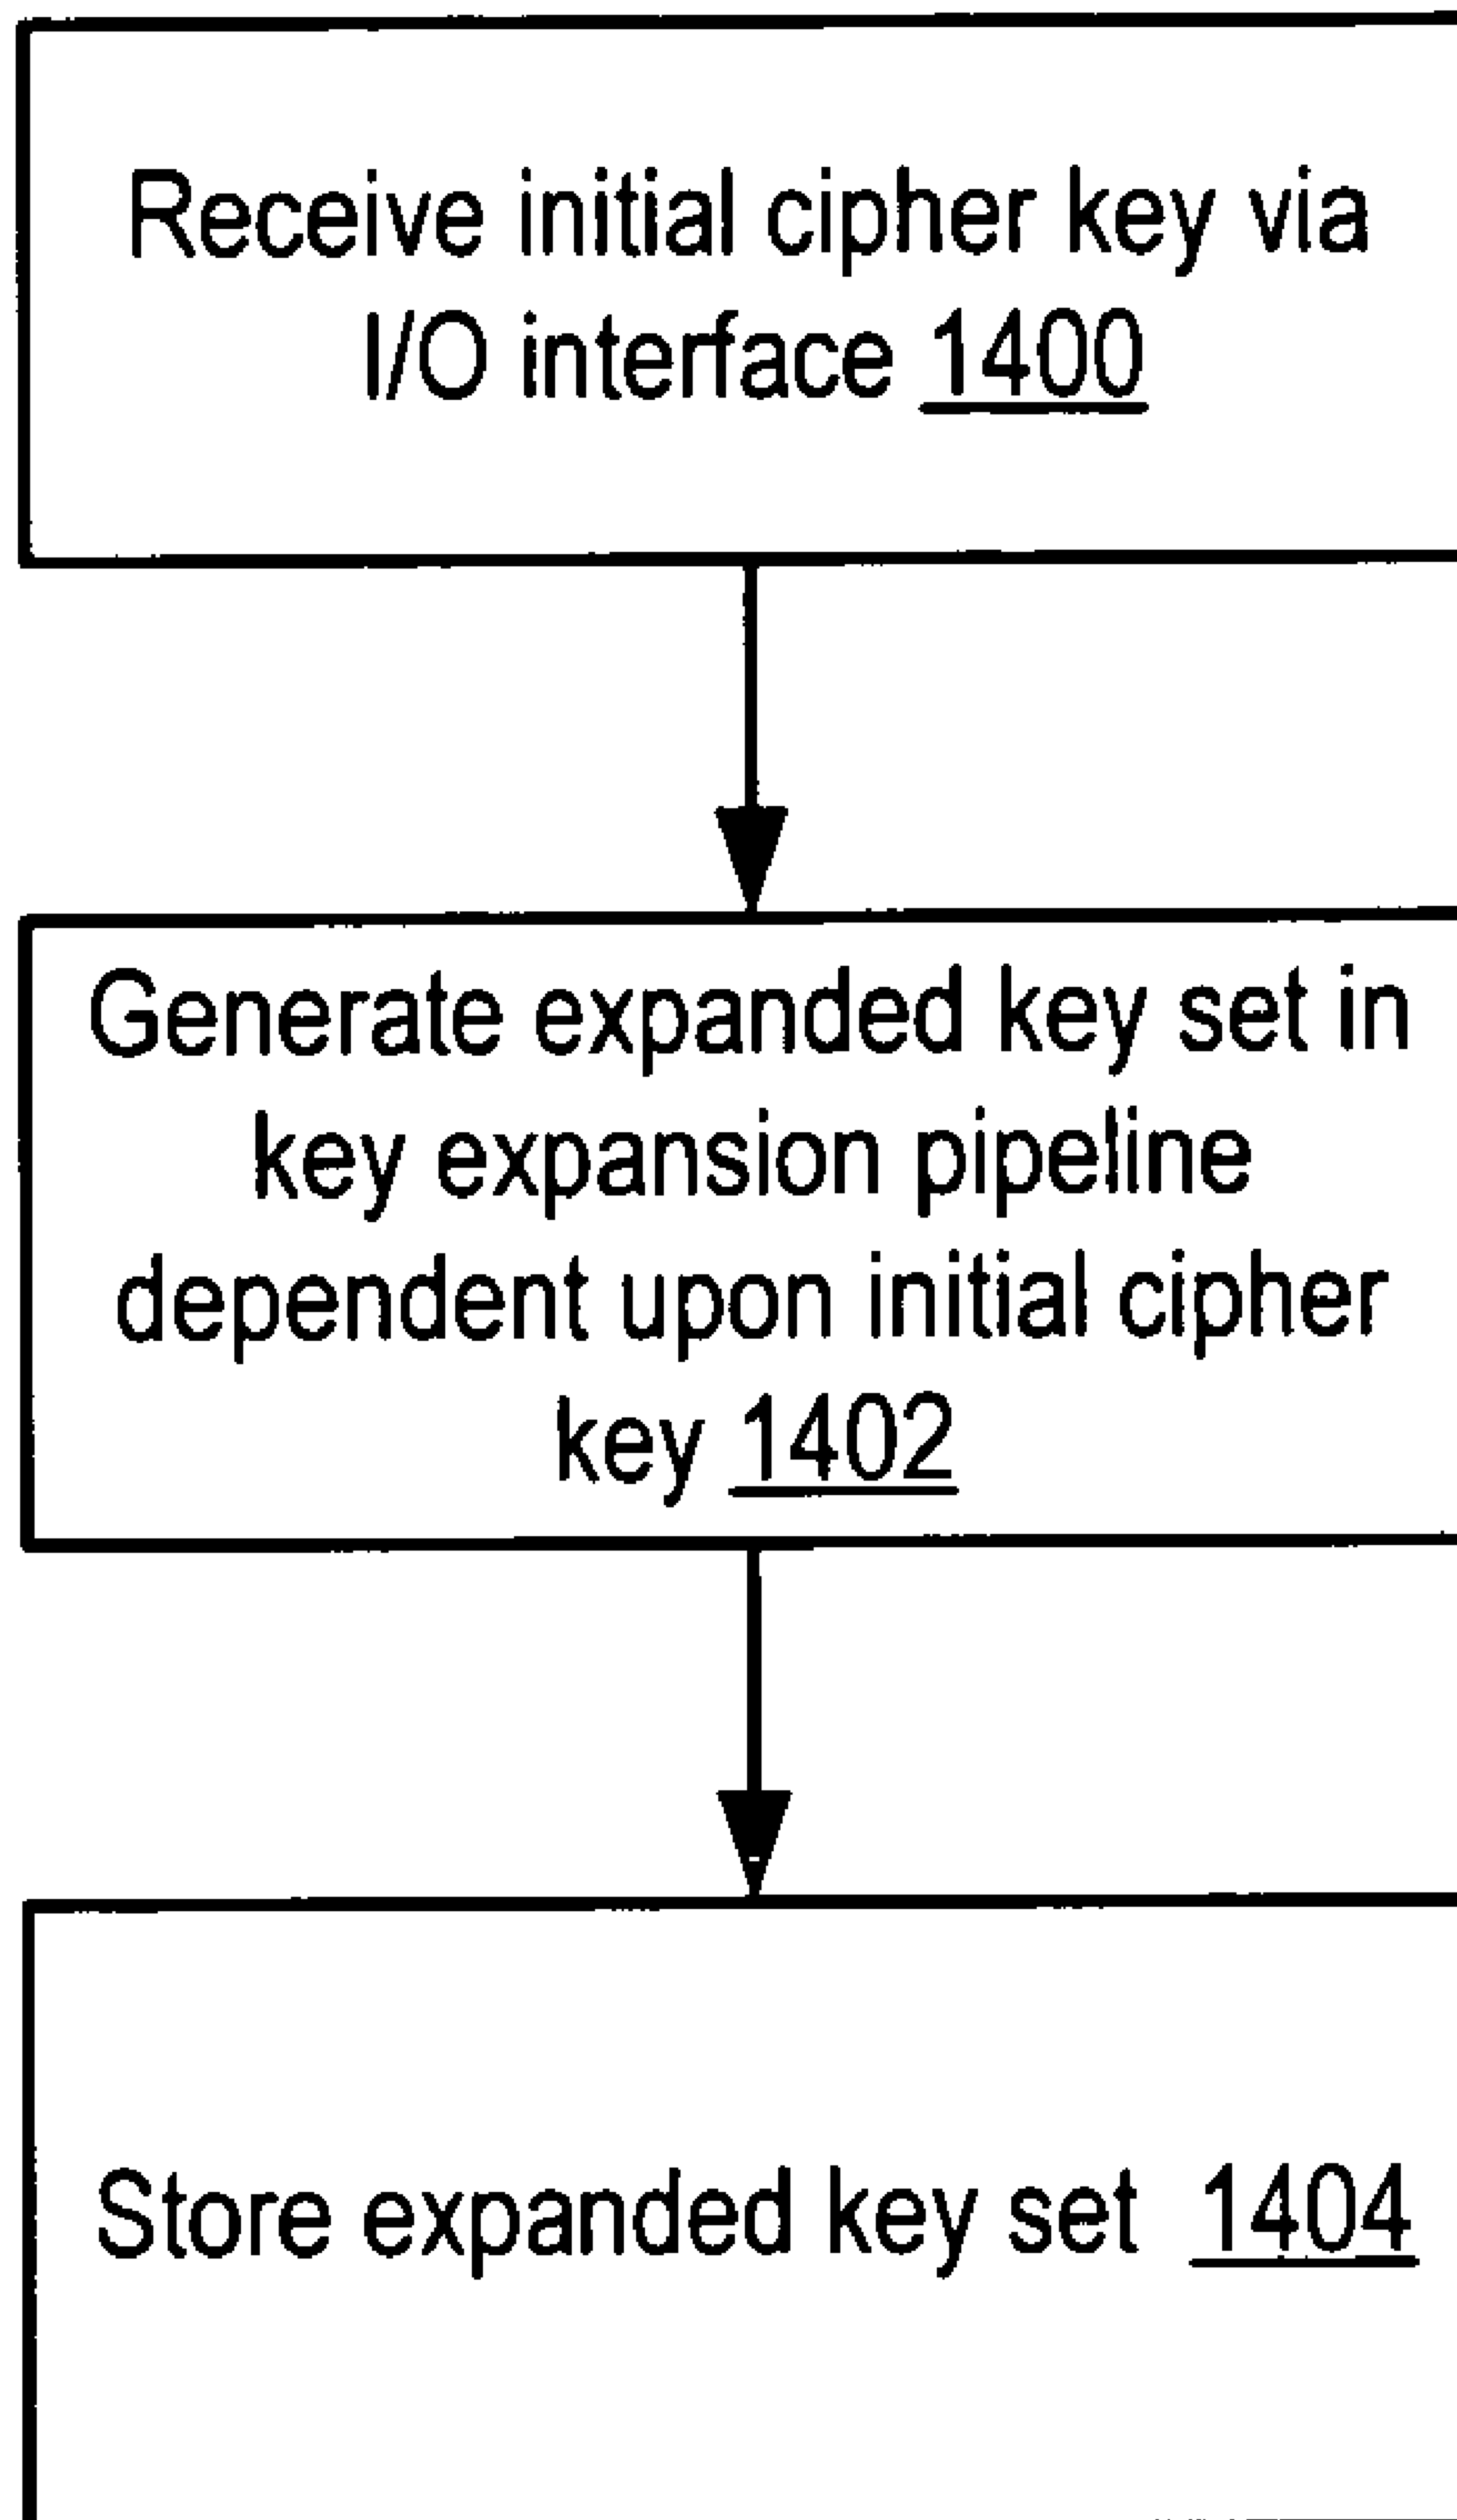 Receive initial cipher key via
I/O interface 1400
Generate expanded key set in
key expansion pipeline
dependent upon initial cipher
key 1402
Store expanded key set 1404